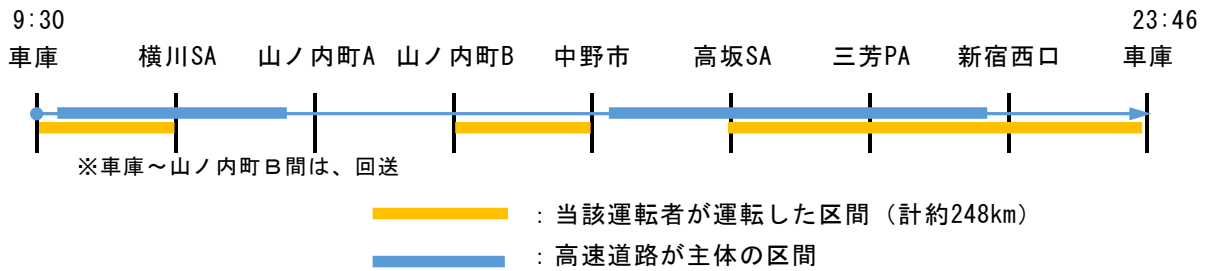 9:30 23:46
車庫 横川SA 山ノ内町A 山ノ内町B 中野市 高坂SA 三芳PA 新宿西口 車庫
※車庫～山ノ内町Ｂ間は、回送
：当該運転者が運転した区間（計約248km）
：高速道路が主体の区間